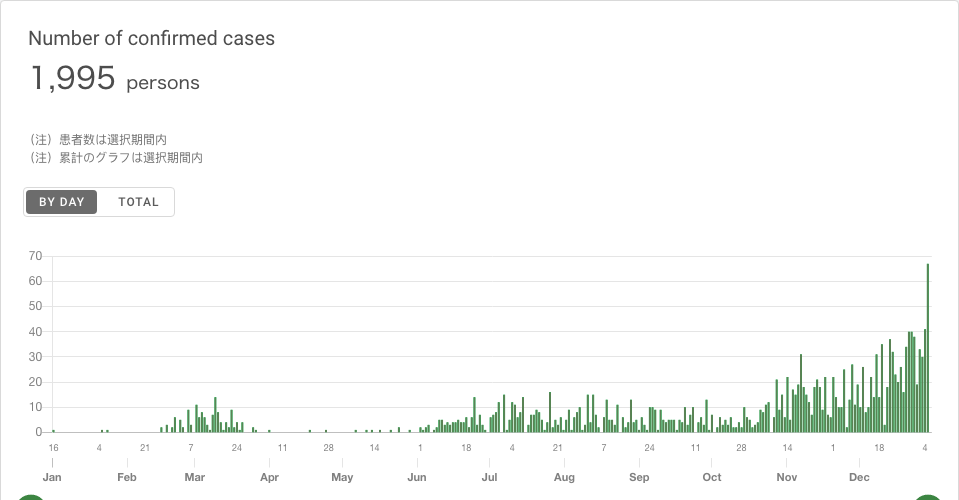 Number of confirmed cases
1,995 persons
（注）患者数は選択期間内
（注）累計のグラフは選択期間内
BY DAY TOTAL
70
60
50
40
30
20
10
0
16 4 21 7 24 11 28 14 1 18 4 21 7 24 11 28 14 1 18 4
Jan Feb Mar Apr May Jun Jul Aug Sep Oct Nov Dec